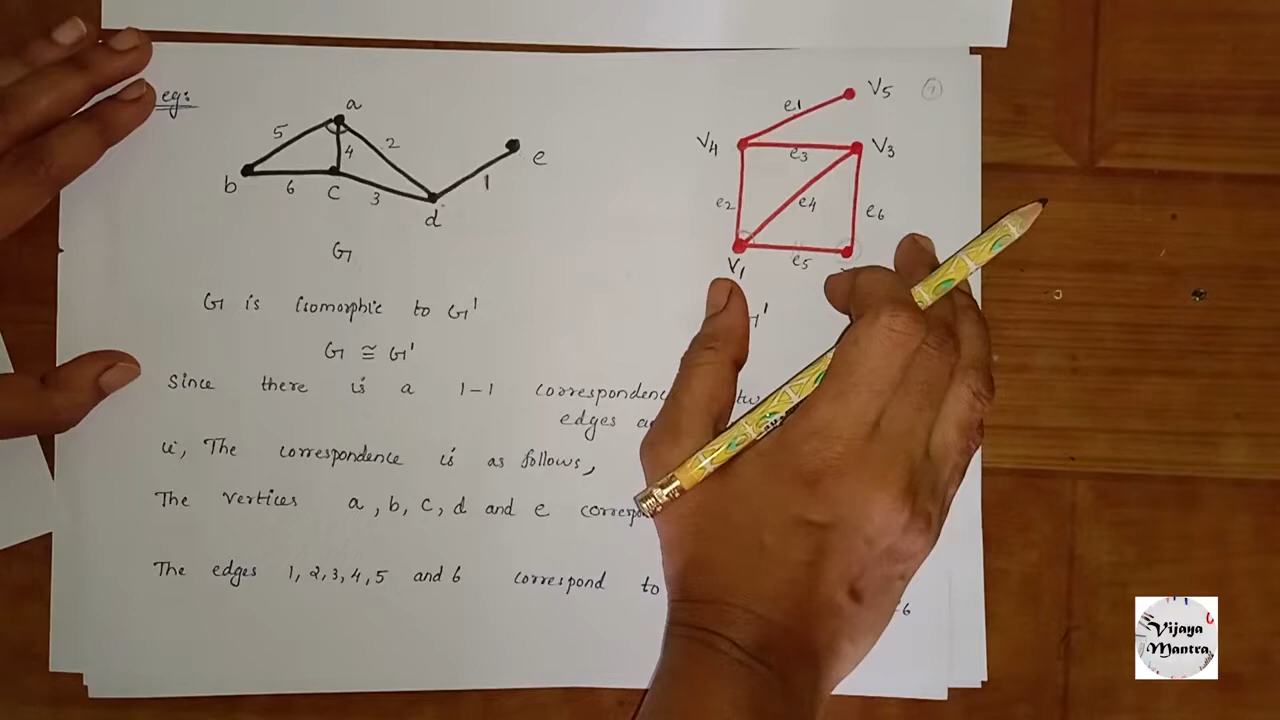 eg:
a
5
4
2
b
6
c
3
d
1
e
G
V5
e1
V4
e3
V3
e2
e4
e6
V1
e5
1
G is isomorphic to G'
G ≅ G'
Since there is a 1-1
edges
ie, The correspondence is as follows,
The vertices a, b, c, d and e
The edges 1, 2, 3, 4, 5 and 6 correspond to
Vijaya
Mantra